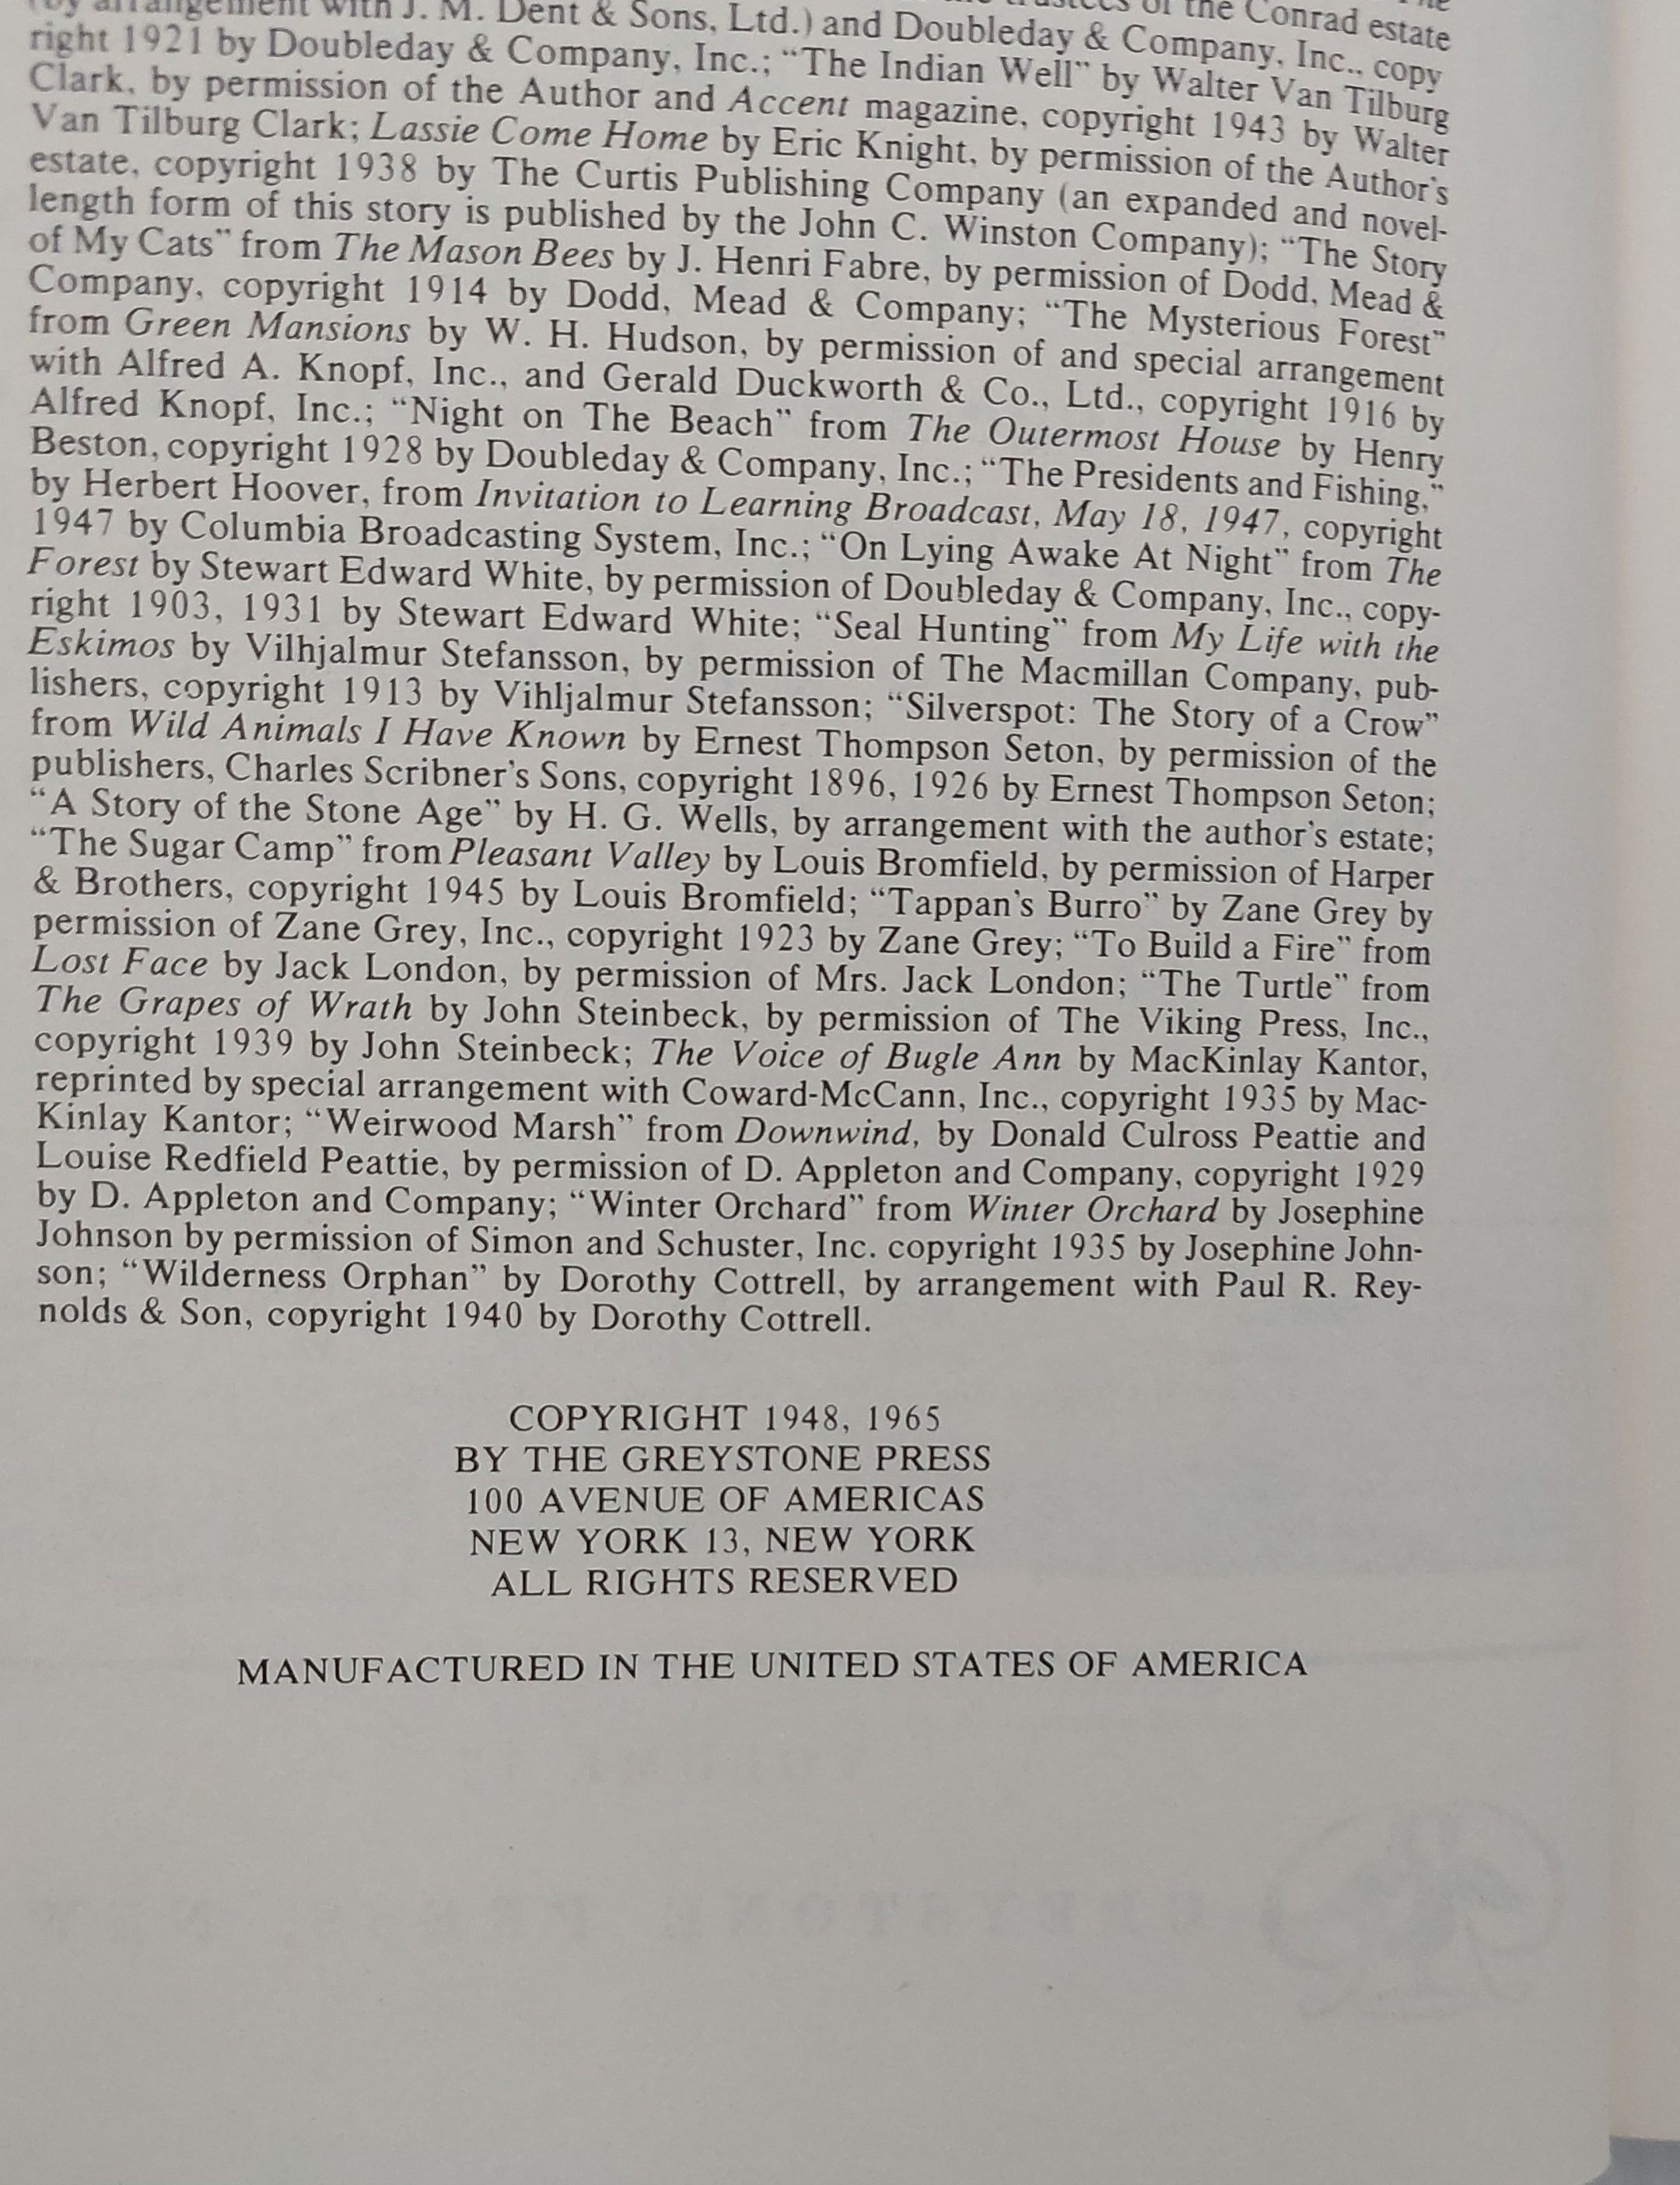 (by arrangement with J. M. Dent & Sons, Ltd.) and Doubleday & Company, Inc., copy
right 1921 by Doubleday & Company, Inc.; “The Indian Well” by Walter Van Tilburg
Clark, by permission of the Author and Accent magazine, copyright 1943 by Walter
Van Tilburg Clark; Lassie Come Home by Eric Knight, by permission of the Author's
estate, copyright 1938 by The Curtis Publishing Company (an expanded and novel-
length form of this story is published by the John C. Winston Company); “The Story
of My Cats” from The Mason Bees by J. Henri Fabre, by permission of Dodd, Mead &
Company, copyright 1914 by Dodd, Mead & Company; “The Mysterious Forest”
from Green Mansions by W. H. Hudson, by permission of and special arrangement
with Alfred A. Knopf, Inc., and Gerald Duckworth & Co., Ltd., copyright 1916 by
Alfred Knopf, Inc.; “Night on The Beach” from The Outermost House by Henry
Beston, copyright 1928 by Doubleday & Company, Inc.; “The Presidents and Fishing,”
by Herbert Hoover, from Invitation to Learning Broadcast, May 18, 1947, copyright
1947 by Columbia Broadcasting System, Inc.; “On Lying Awake At Night” from The
Forest by Stewart Edward White, by permission of Doubleday & Company, Inc., copy-
right 1903, 1931 by Stewart Edward White; “Seal Hunting” from My Life with the
Eskimos by Vilhjalmur Stefansson, by permission of The Macmillan Company, pub-
lishers, copyright 1913 by Vihljalmur Stefansson; “Silverspot: The Story of a Crow”
from Wild Animals I Have Known by Ernest Thompson Seton, by permission of the
publishers, Charles Scribner's Sons, copyright 1896, 1926 by Ernest Thompson Seton;
“A Story of the Stone Age” by H. G. Wells, by arrangement with the author's estate;
“The Sugar Camp” from Pleasant Valley by Louis Bromfield, by permission of Harper
& Brothers, copyright 1945 by Louis Bromfield; “Tappan's Burro” by Zane Grey by
permission of Zane Grey, Inc., copyright 1923 by Zane Grey; “To Build a Fire” from
Lost Face by Jack London, by permission of Mrs. Jack London; “The Turtle” from
The Grapes of Wrath by John Steinbeck, by permission of The Viking Press, Inc.,
copyright 1939 by John Steinbeck; The Voice of Bugle Ann by MacKinlay Kantor,
reprinted by special arrangement with Coward-McCann, Inc., copyright 1935 by Mac-
Kinlay Kantor; “Weirwood Marsh” from Downwind, by Donald Culross Peattie and
Louise Redfield Peattie, by permission of D. Appleton and Company, copyright 1929
by D. Appleton and Company; “Winter Orchard” from Winter Orchard by Josephine
Johnson by permission of Simon and Schuster, Inc. copyright 1935 by Josephine John-
son; “Wilderness Orphan” by Dorothy Cottrell, by arrangement with Paul R. Rey-
nolds & Son, copyright 1940 by Dorothy Cottrell.
COPYRIGHT 1948, 1965
BY THE GREYSTONE PRESS
100 AVENUE OF AMERICAS
NEW YORK 13, NEW YORK
ALL RIGHTS RESERVED
MANUFACTURED IN THE UNITED STATES OF AMERICA